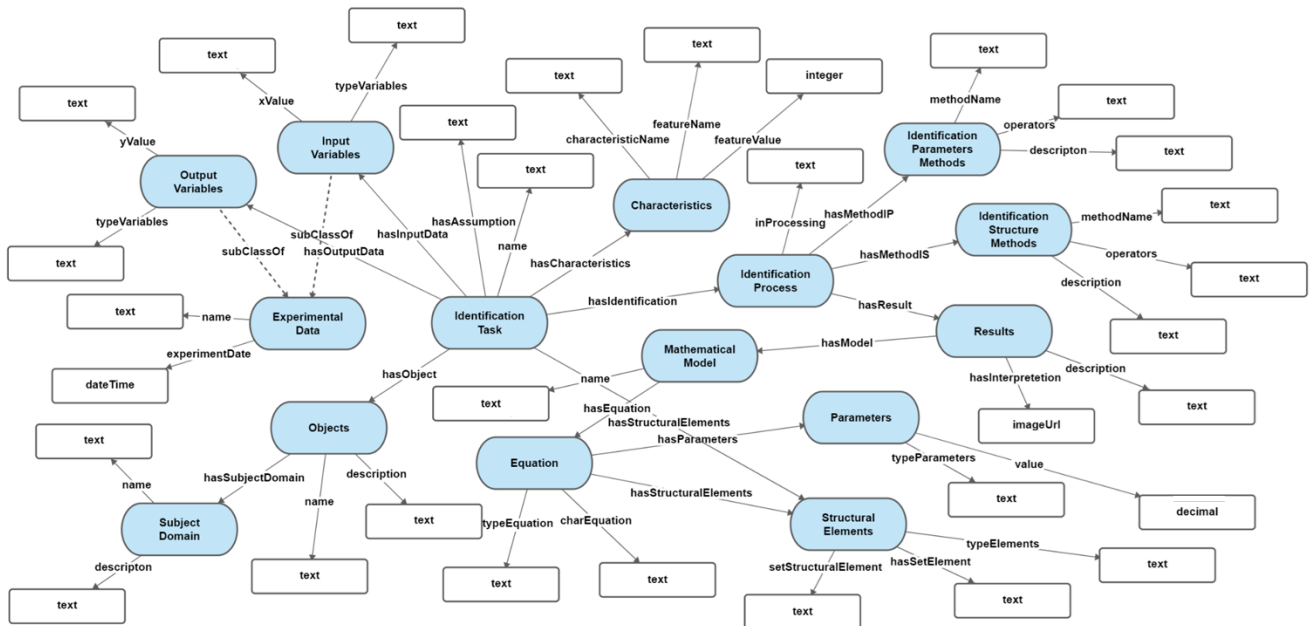 text
text
text
text
text
integer
text
typeVariables
xValue
methodName
text
text
text
featureName
operators
yValue
Input
Variables
characteristicName
featureValue
Identification
Parameters
Methods
descripton
text
Output
Variables
text
text
inProcessing
hasMethodIP
typeVariables
hasAssumption
name
Characteristics
Identification
Structure
Methods
methodName
text
text
subClassOf
hasInputData
subClassOf
hasOutputData
hasCharacteristics
hasMethodIS
operators
text
Identification
Process
description
text
name
Experimental
Data
Identification
Task
hasIdentification
hasResult
Results
text
experimentDate
dateTime
hasObject
Mathematical
Model
hasModel
hasInterpretetion
description
text
name
text
imageUrl
text
Objects
hasEquation
hasStructuralElements
hasParameters
Parameters
name
hasSubjectDomain
description
Equation
typeParameters
value
name
hasStructuralElements
text
decimal
Subject
Domain
text
typeEquation
charEquation
Structural
Elements
typeElements
text
descripton
text
text
text
setStructuralElement
hasSetElement
text
text
text